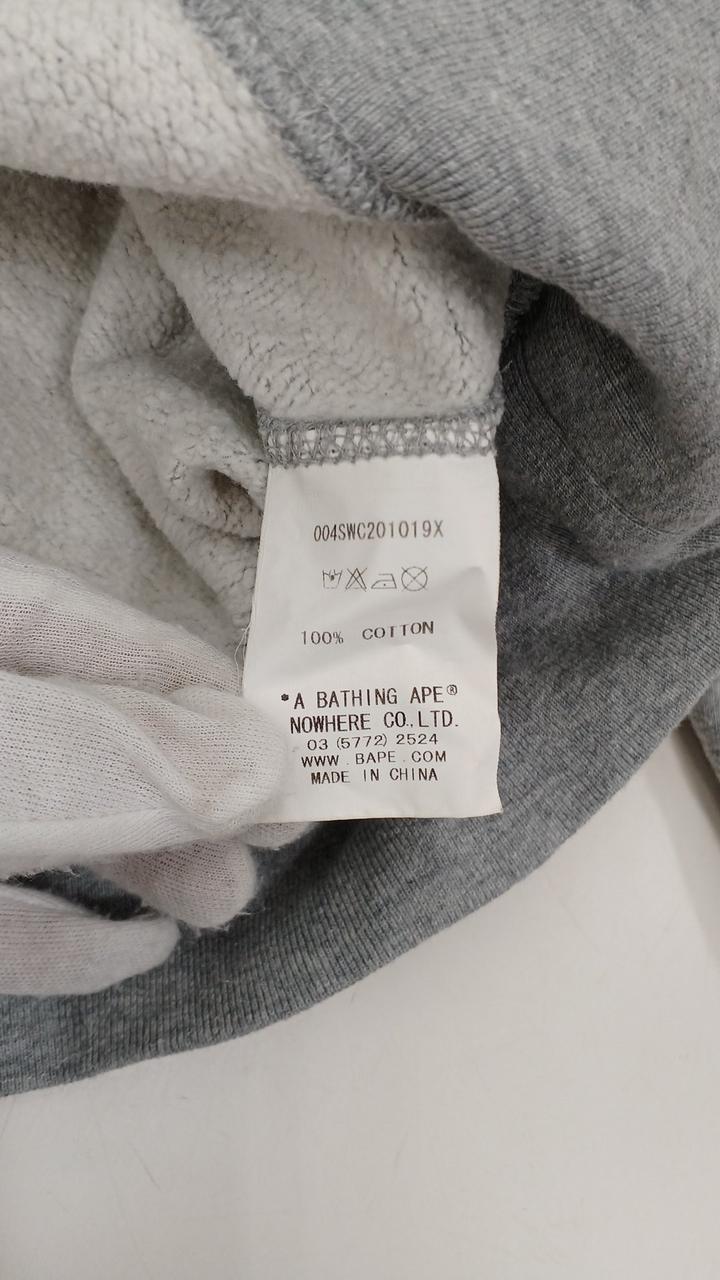 004SWC201019X
100% COTTON
*A BATHING APE®
NOWHERE CO.,LTD.
03 (5772) 2524
WWW . BAPE . COM
MADE IN CHINA